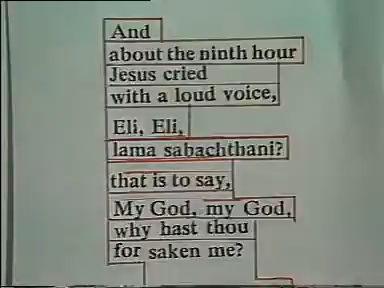 And
about the ninth hour
Jesus cried
with a loud voice,
Eli, Eli,
lama sabachthani?
that is to say,
My God, my God,
why hast thou
for saken me?